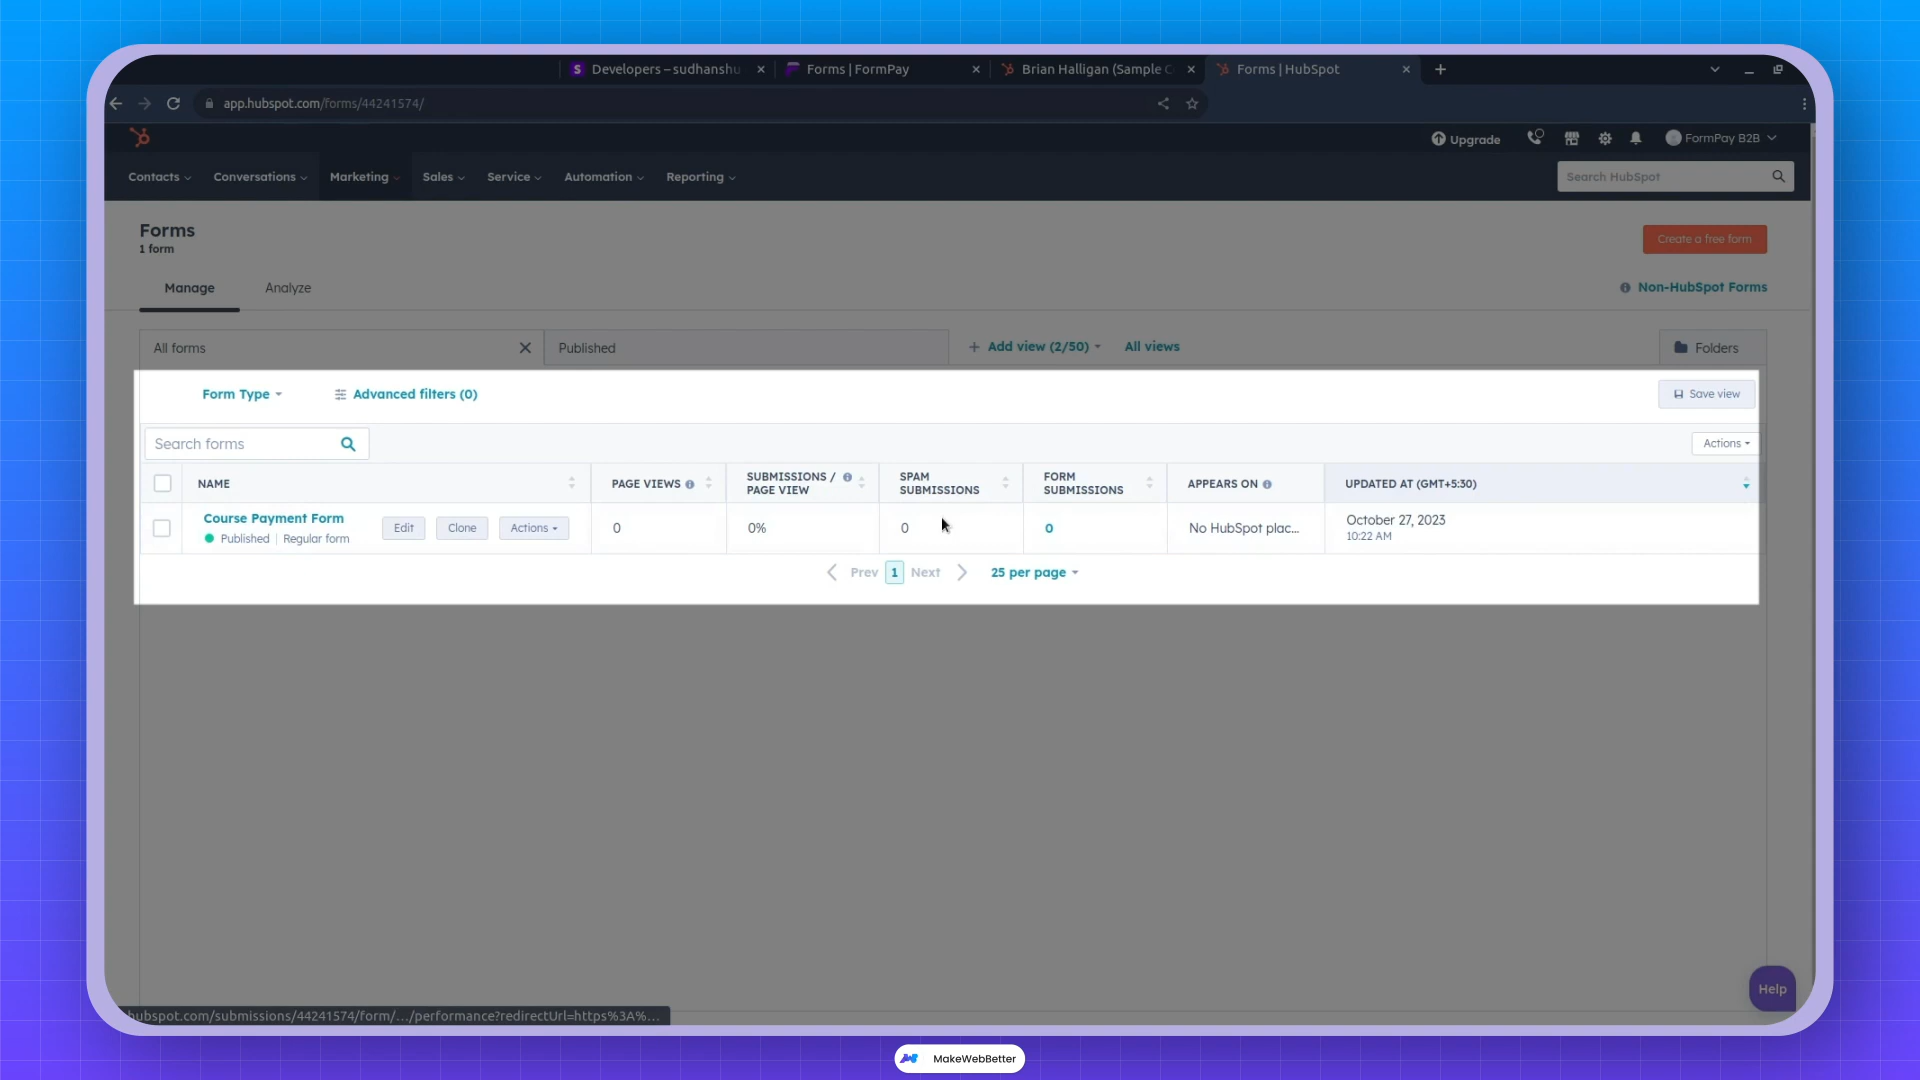 Developers – sudhanshu
Forms | FormPay
Brian Halligan (Sample C
Forms | HubSpot
app.hubspot.com/forms/44241574/
Upgrade
FormPay B2B
Contacts
Conversations
Marketing
Sales
Service
Automation
Reporting
Search HubSpot
Forms
1 form
Create a free form
Manage
Analyze
Non-HubSpot Forms
All forms
Published
Add view (2/50)
All views
Folders
Form Type
Advanced filters (0)
Save view
Search forms
Actions
NAME
PAGE VIEWS
SUBMISSIONS /
PAGE VIEW
SPAM
SUBMISSIONS
FORM
SUBMISSIONS
APPEARS ON
UPDATED AT (GMT+5:30)
Course Payment Form
Published | Regular form
Edit
Clone
Actions
0
0%
0
0
No HubSpot plac...
October 27, 2023
10:22 AM
Prev
1
Next
25 per page
Help
hubspot.com/submissions/44241574/form/.../performance?redirectUrl=https%3A%...
MakeWebBetter